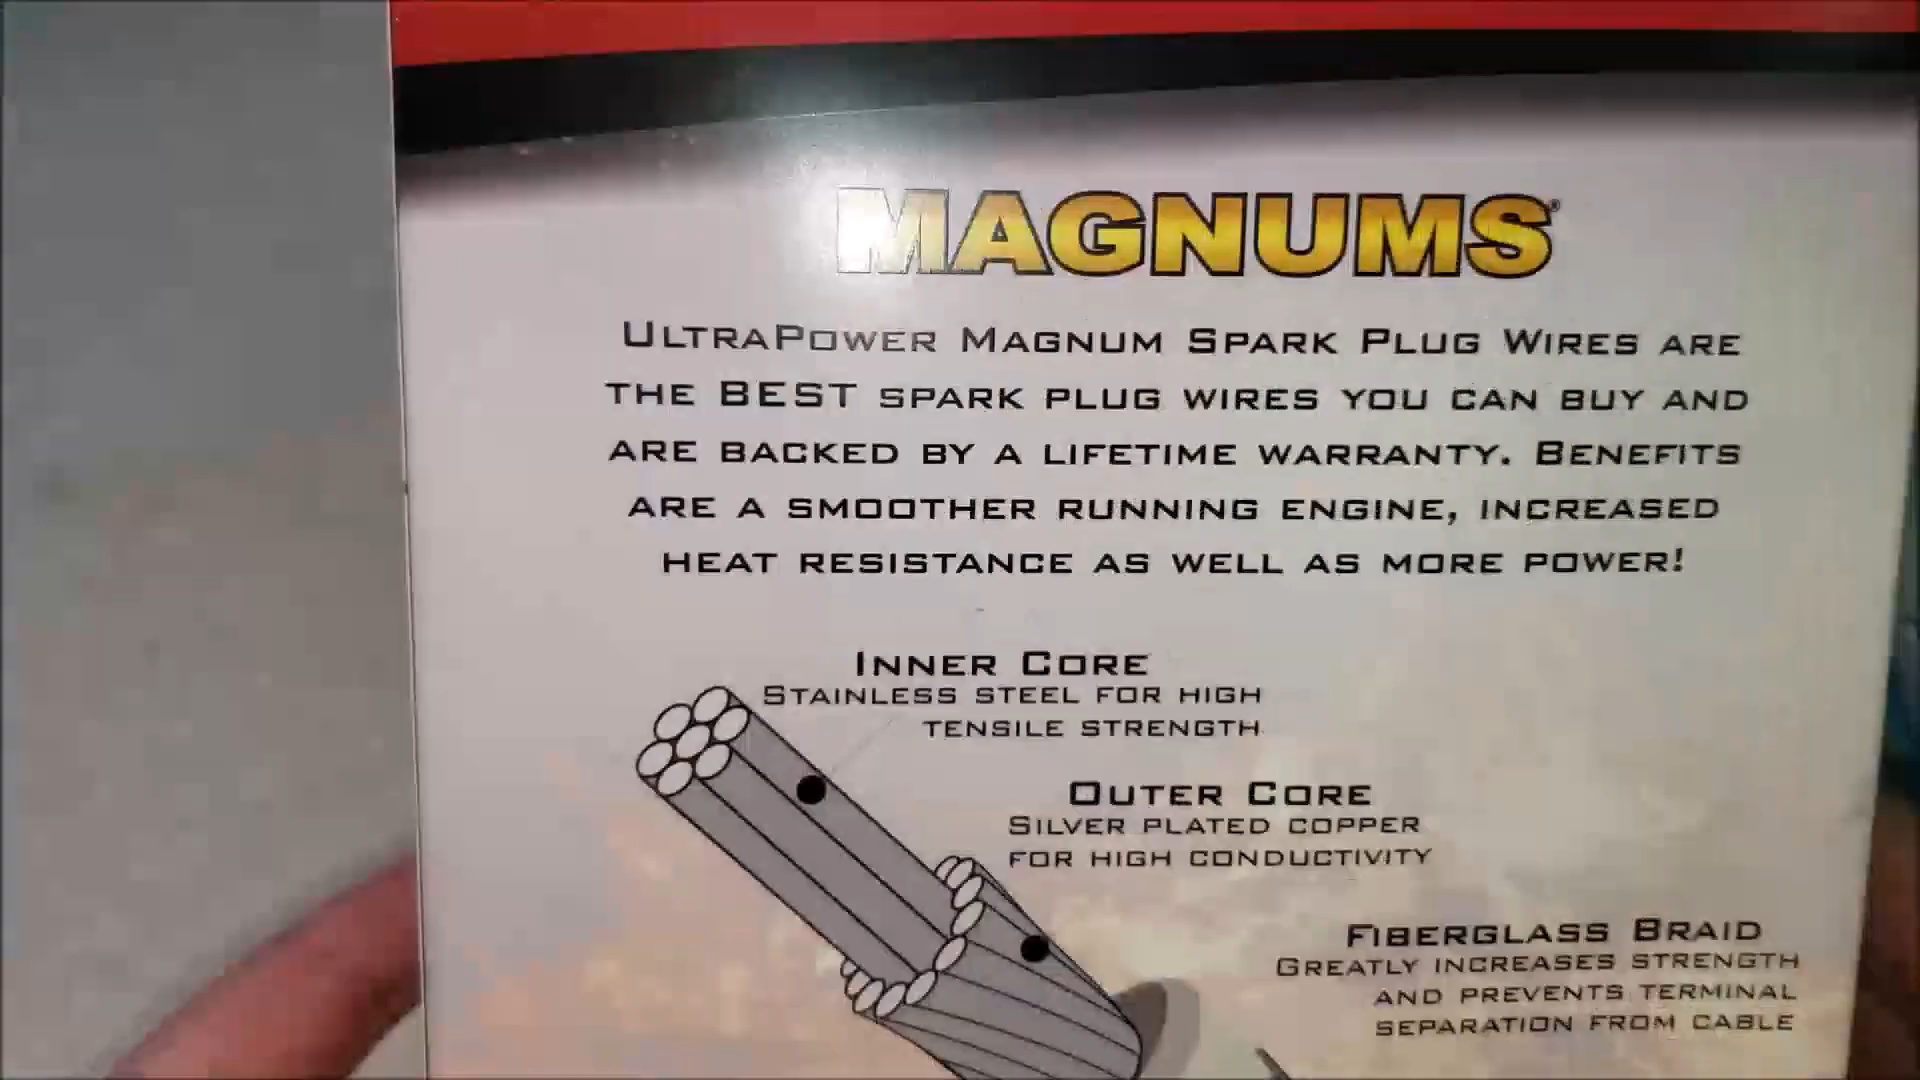 MAGNUMS®
ULTRAPOWER MAGNUM SPARK PLUG WIRES ARE
THE BEST SPARK PLUG WIRES YOU CAN BUY AND
ARE BACKED BY A LIFETIME WARRANTY. BENEFITS
ARE A SMOOTHER RUNNING ENGINE, INCREASED
HEAT RESISTANCE AS WELL AS MORE POWER!
INNER CORE
STAINLESS STEEL FOR HIGH
TENSILE STRENGTH
OUTER CORE
SILVER PLATED COPPER
FOR HIGH CONDUCTIVITY
FIBERGLASS BRAID
GREATLY INCREASES STRENGTH
AND PREVENTS TERMINAL
SEPARATION FROM CABLE